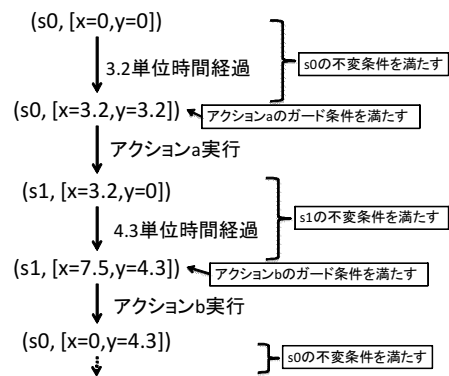 (s0, [x=0,y=0])
3.2単位時間経過
s0の不変条件を満たす
(s0, [x=3.2,y=3.2])
アクションaのガード条件を満たす
アクションa実行
(s1, [x=3.2,y=0])
4.3単位時間経過
s1の不変条件を満たす
(s1, [x=7.5,y=4.3])
アクションbのガード条件を満たす
アクションb実行
(s0, [x=0,y=4.3])
s0の不変条件を満たす